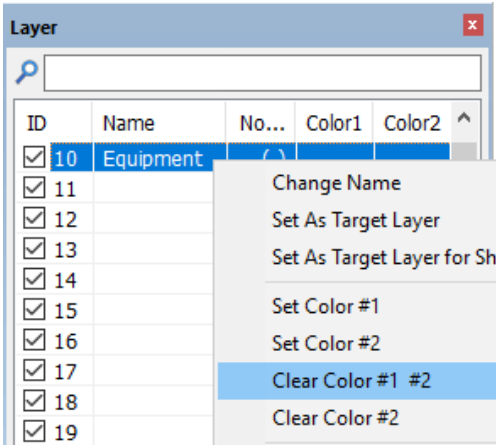 Layer
ID Name No... Color1 Color2
10 Equipment
11
12
13
14
15
16
17
18
19
Change Name
Set As Target Layer
Set As Target Layer for Sh
Set Color #1
Set Color #2
Clear Color #1 #2
Clear Color #2